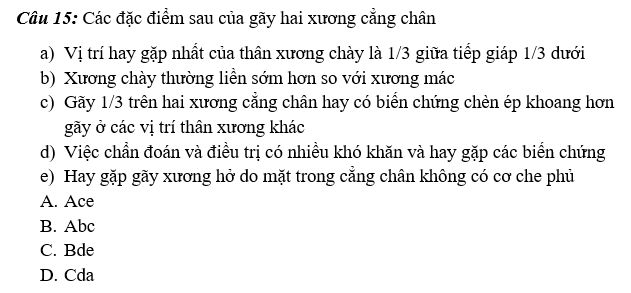 Câu 15: Các đặc điểm sau của gãy hai xương cẳng chân
a) Vị trí hay gặp nhất của thân xương chày là 1/3 giữa tiếp giáp 1/3 dưới
b) Xương chày thường liền sớm hơn so với xương mác
c) Gãy 1/3 trên hai xương cẳng chân hay có biến chứng chèn ép khoang hơn
gãy ở các vị trí thân xương khác
d) Việc chẩn đoán và điều trị có nhiều khó khăn và hay gặp các biến chứng
e) Hay gặp gãy xương hở do mặt trong cẳng chân không có cơ che phủ
A. Ace
B. Abc
C. Bde
D. Cda